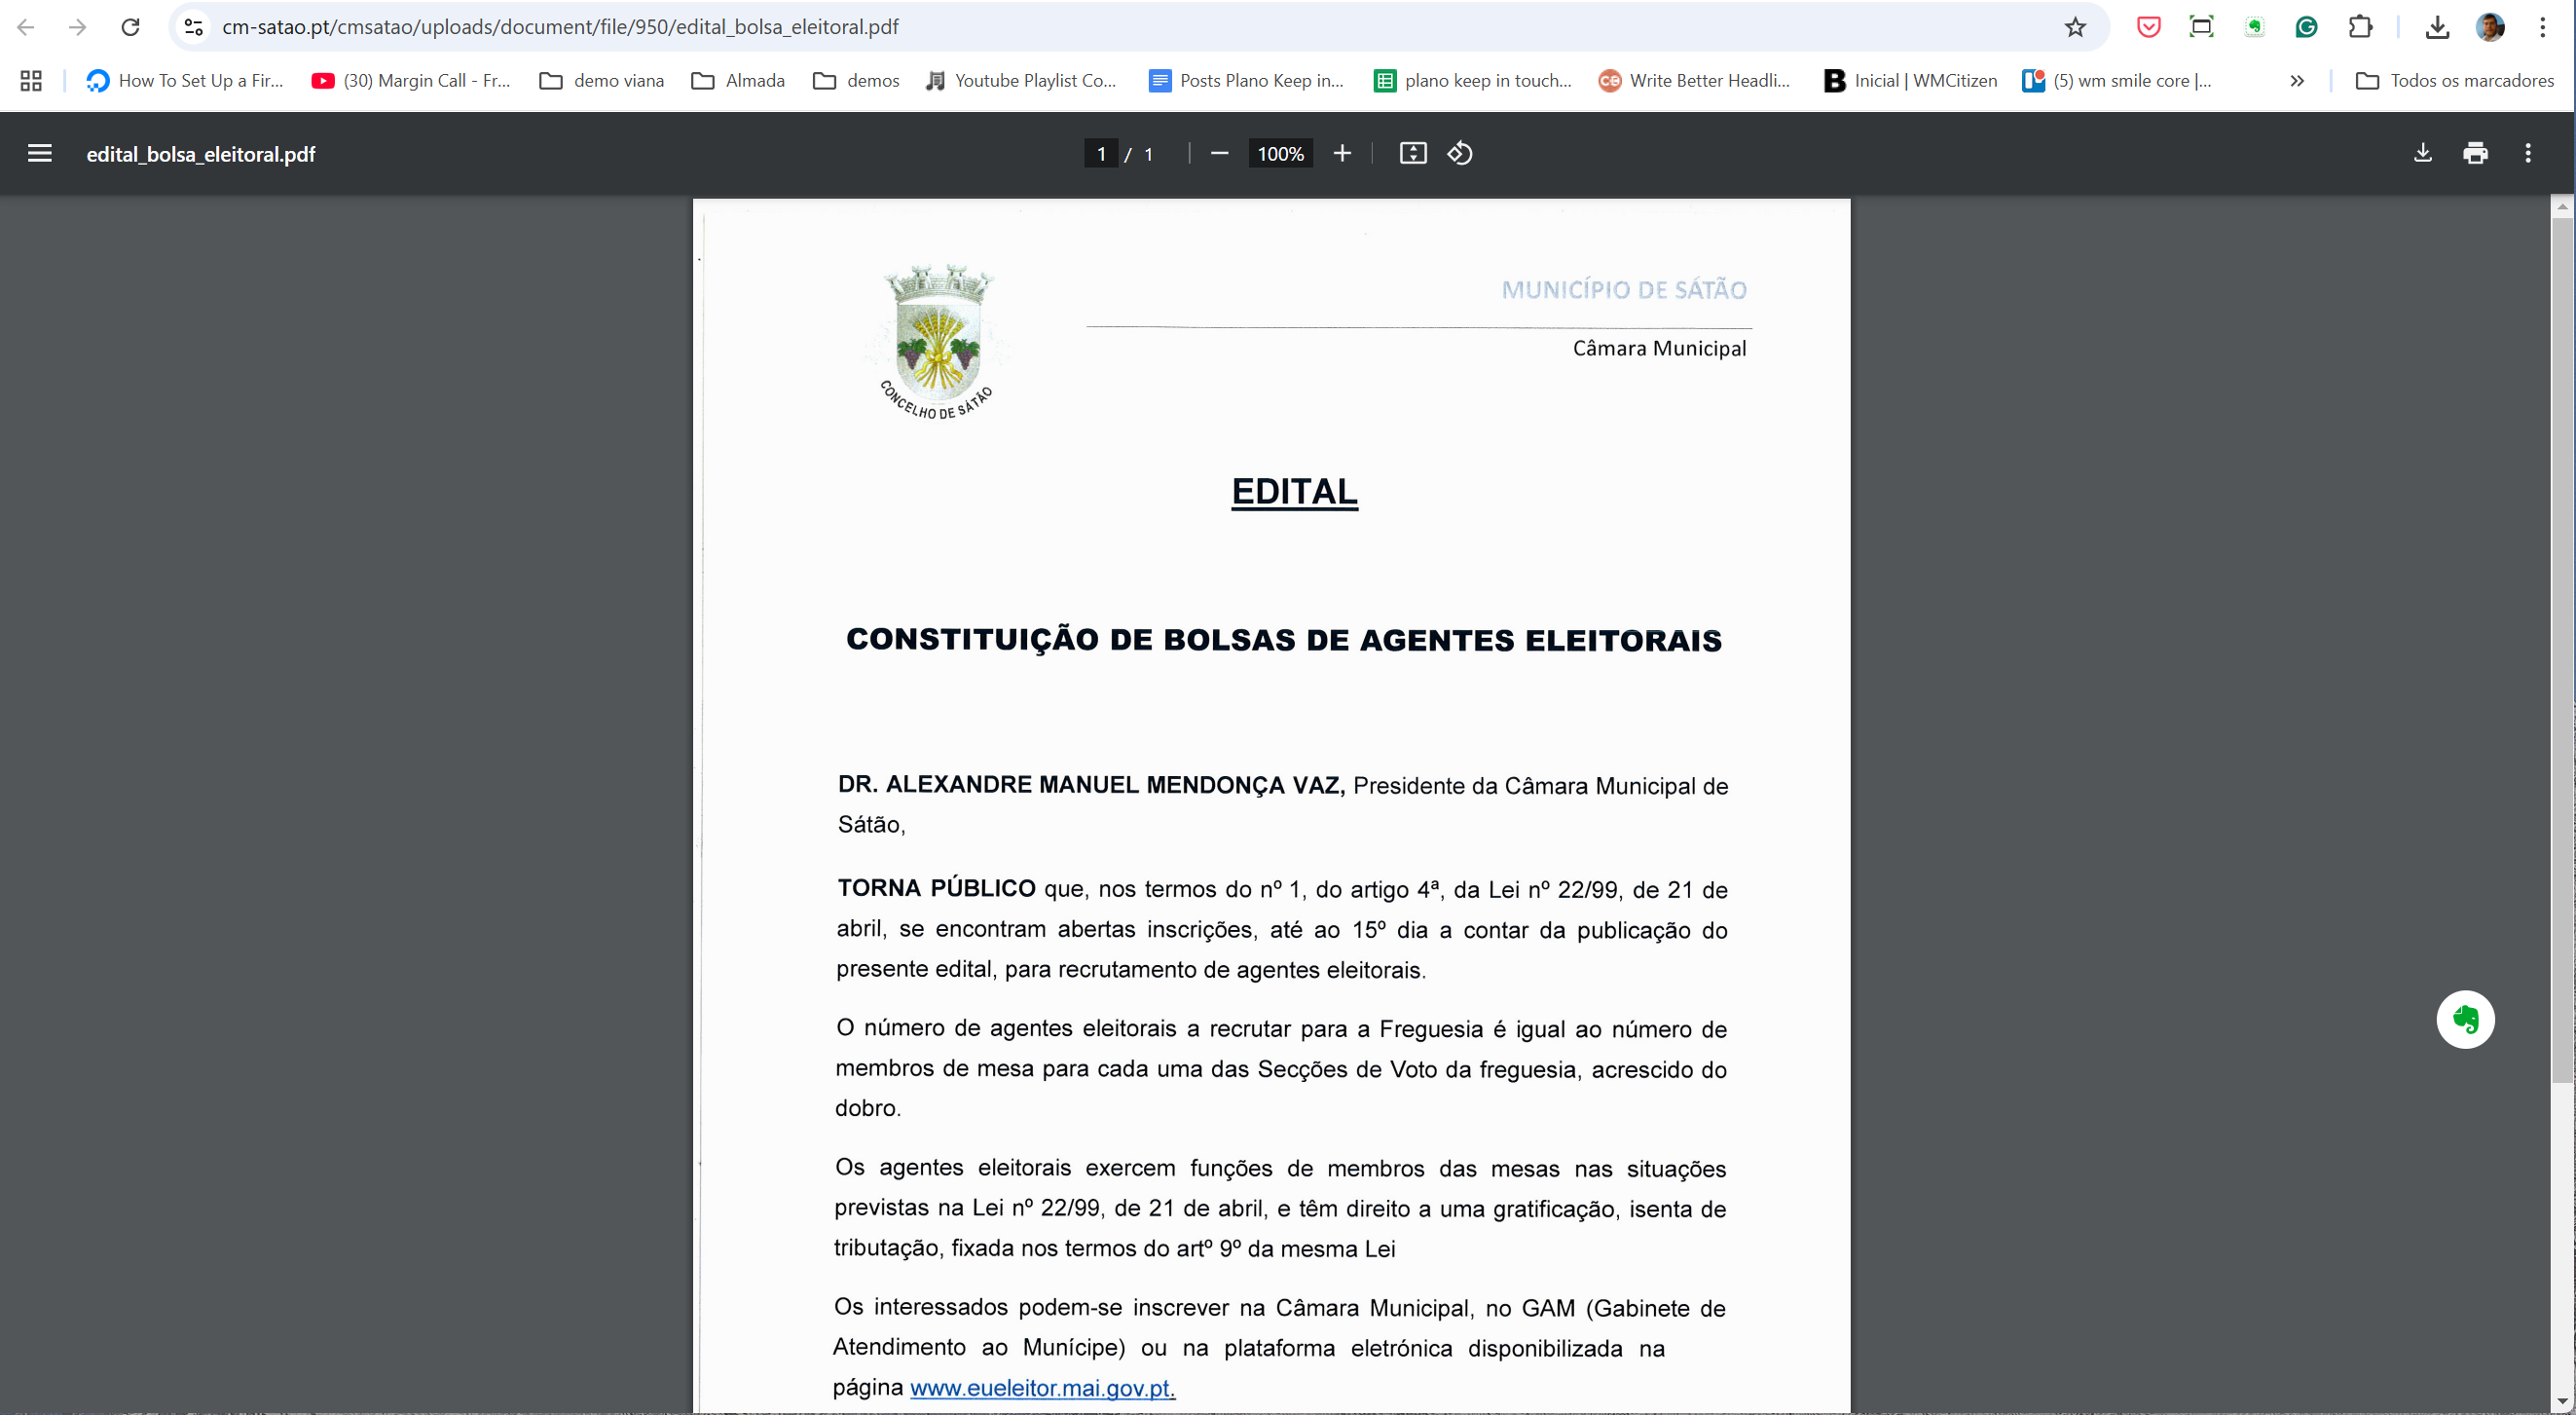 cm-satao.pt/cmsatao/uploads/document/file/950/edital_bolsa_eleitoral.pdf
How To Set Up a Fir...
(30) Margin Call - Fr...
demo viana
Almada
demos
Youtube Playlist Co...
Posts Plano Keep in...
plano keep in touch...
Write Better Headli...
Inicial | WMCitizen
(5) wm smile core |...
»
Todos os marcadores
edital_bolsa_eleitoral.pdf
1 / 1
100%
MUNICÍPIO DE SÁTÃO
Câmara Municipal
CONCELHO DE SÁTÃO
EDITAL
CONSTITUIÇÃO DE BOLSAS DE AGENTES ELEITORAIS
DR. ALEXANDRE MANUEL MENDONÇA VAZ, Presidente da Câmara Municipal de
Sátão,
TORNA PÚBLICO que, nos termos do nº 1, do artigo 4ª, da Lei nº 22/99, de 21 de
abril, se encontram abertas inscrições, até ao 15º dia a contar da publicação do
presente edital, para recrutamento de agentes eleitorais.
O número de agentes eleitorais a recrutar para a Freguesia é igual ao número de
membros de mesa para cada uma das Secções de Voto da freguesia, acrescido do
dobro.
Os agentes eleitorais exercem funções de membros das mesas nas situações
previstas na Lei nº 22/99, de 21 de abril, e têm direito a uma gratificação, isenta de
tributação, fixada nos termos do artº 9º da mesma Lei
Os interessados podem-se inscrever na Câmara Municipal, no GAM (Gabinete de
Atendimento ao Munícipe) ou na plataforma eletrónica disponibilizada na
página www.eueleitor.mai.gov.pt.